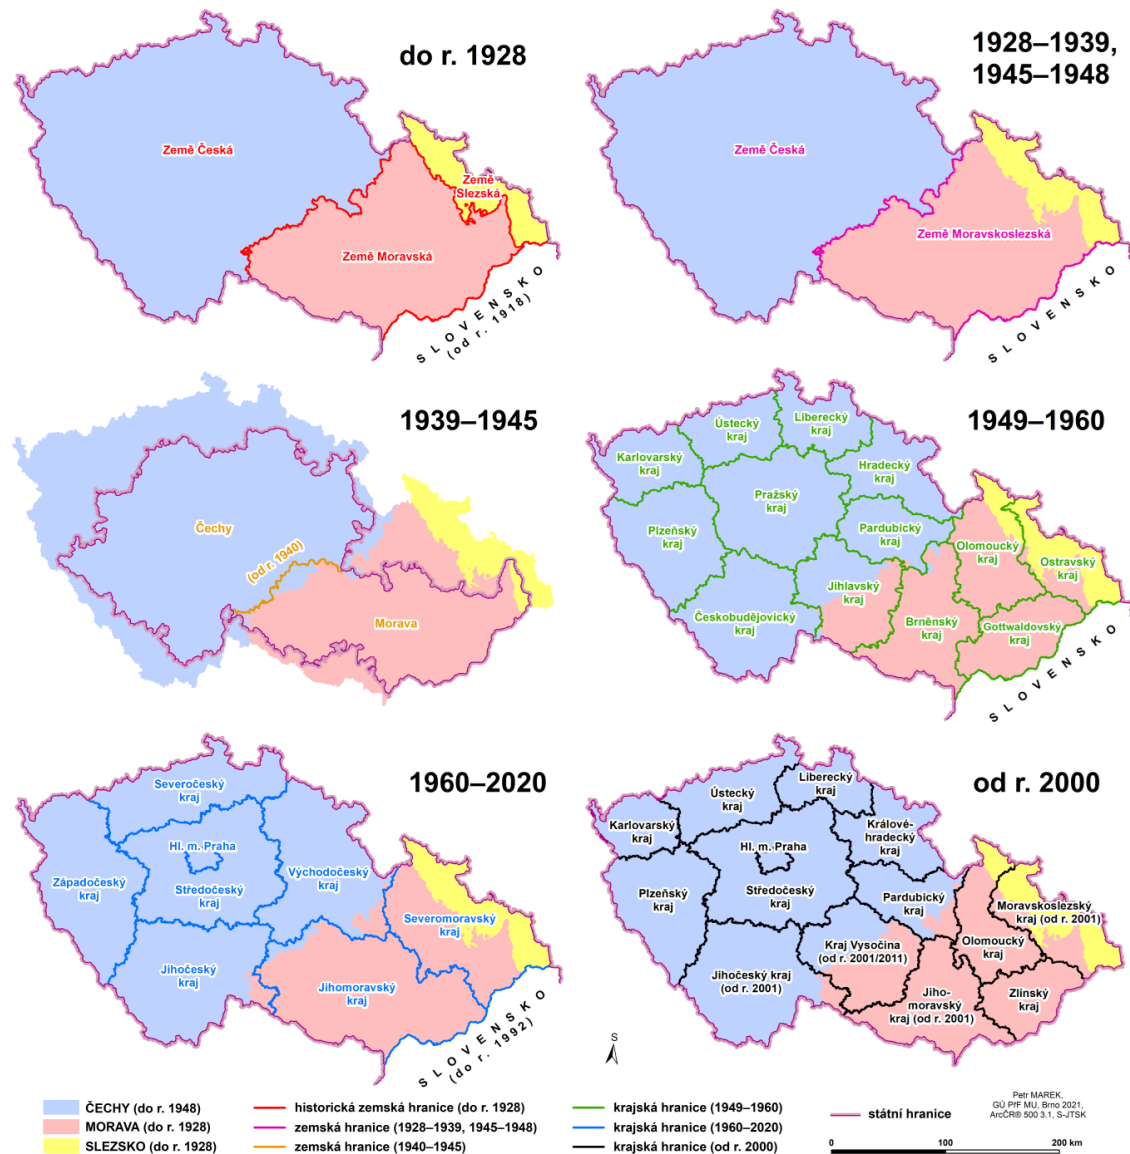 do r. 1928
Země Česká
Země
Slezská
Země Moravská
SLOVENSKO
(od r. 1918)
1928–1939,
1945–1948
Země Česká
Země Moravskoslezská
SLOVENSKO
1939–1945
Čechy
(od r. 1940)
Morava
1949–1960
Ústecký
kraj
Liberecký
kraj
Karlovarský
kraj
Hradecký
kraj
Pražský
kraj
Plzeňský
kraj
Pardubický
kraj
Olomoucký
kraj
Ostravský
kraj
Jihlavský
kraj
Českobudějovický
kraj
Brněnský
kraj
Gottwaldovský
kraj
SLOVENSKO
1960–2020
Severočeský
kraj
Hl. m. Praha
Západočeský
kraj
Středočeský
kraj
Východočeský
kraj
Severomoravský
kraj
Jihočeský
kraj
Jihomoravský
kraj
SLOVENSKO
(do r. 1992)
od r. 2000
Liberecký
kraj
Ústecký
kraj
Karlovarský
kraj
Králové-
hradecký
kraj
Hl. m. Praha
Plzeňský
kraj
Středočeský
kraj
Pardubický
kraj
Moravskoslezský
kraj (od r. 2001)
Olomoucký
kraj
Kraj Vysočina
(od r. 2001/2011)
Jihočeský kraj
(od r. 2001)
Jiho-
moravský
kraj (od r. 2001)
Zlínský
kraj
S
ČECHY (do r. 1948)
MORAVA (do r. 1928)
SLEZSKO (do r. 1928)
historická zemská hranice (do r. 1928)
zemská hranice (1928–1939, 1945–1948)
zemská hranice (1940–1945)
krajská hranice (1949–1960)
krajská hranice (1960–2020)
krajská hranice (od r. 2000)
státní hranice
Petr MAREK,
GÚ PřF MU, Brno 2021,
ArcČR® 500 3.1, S-JTSK
0 100 200 km